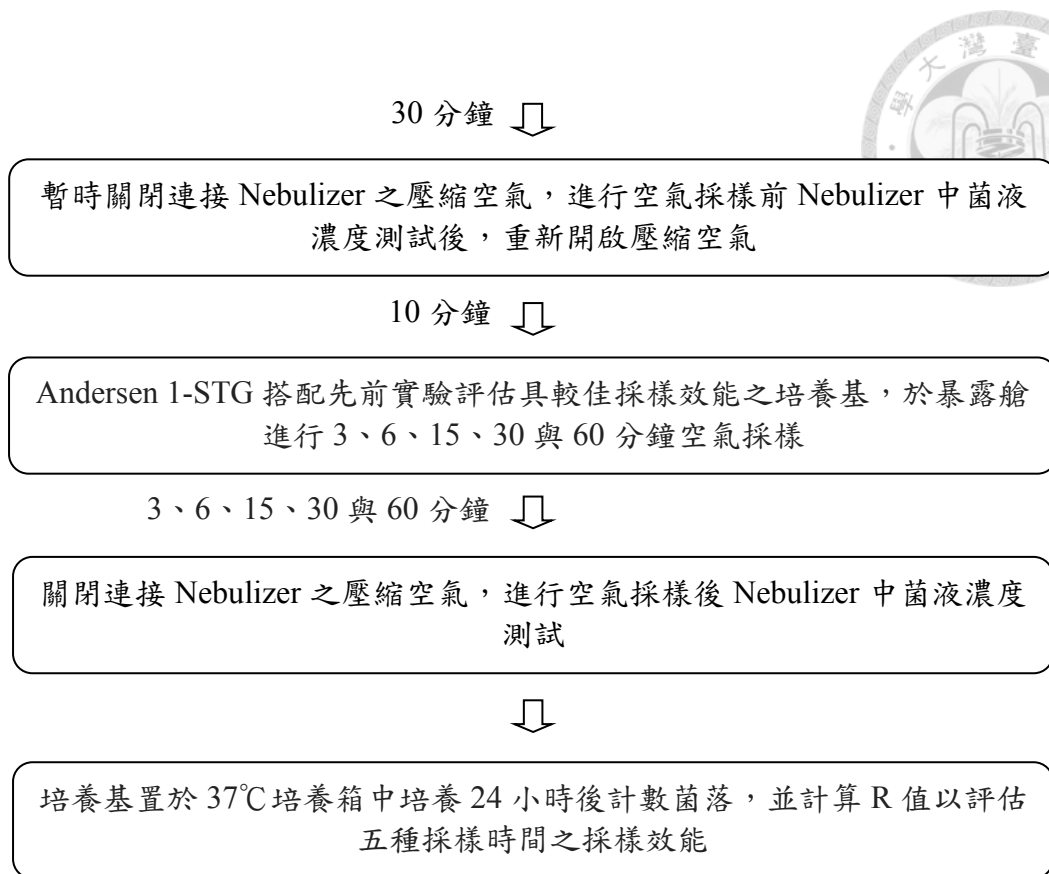 學大灣臺
30 分鐘
暫時關閉連接 Nebulizer 之壓縮空氣，進行空氣採樣前 Nebulizer 中菌液
濃度測試後，重新開啟壓縮空氣
10 分鐘
Andersen 1-STG 搭配先前實驗評估具較佳採樣效能之培養基，於暴露艙
進行 3、6、15、30 與 60 分鐘空氣採樣
3、6、15、30 與 60 分鐘
關閉連接 Nebulizer 之壓縮空氣，進行空氣採樣後 Nebulizer 中菌液濃度
測試
培養基置於 37℃培養箱中培養 24 小時後計數菌落，並計算 R 值以評估
五種採樣時間之採樣效能